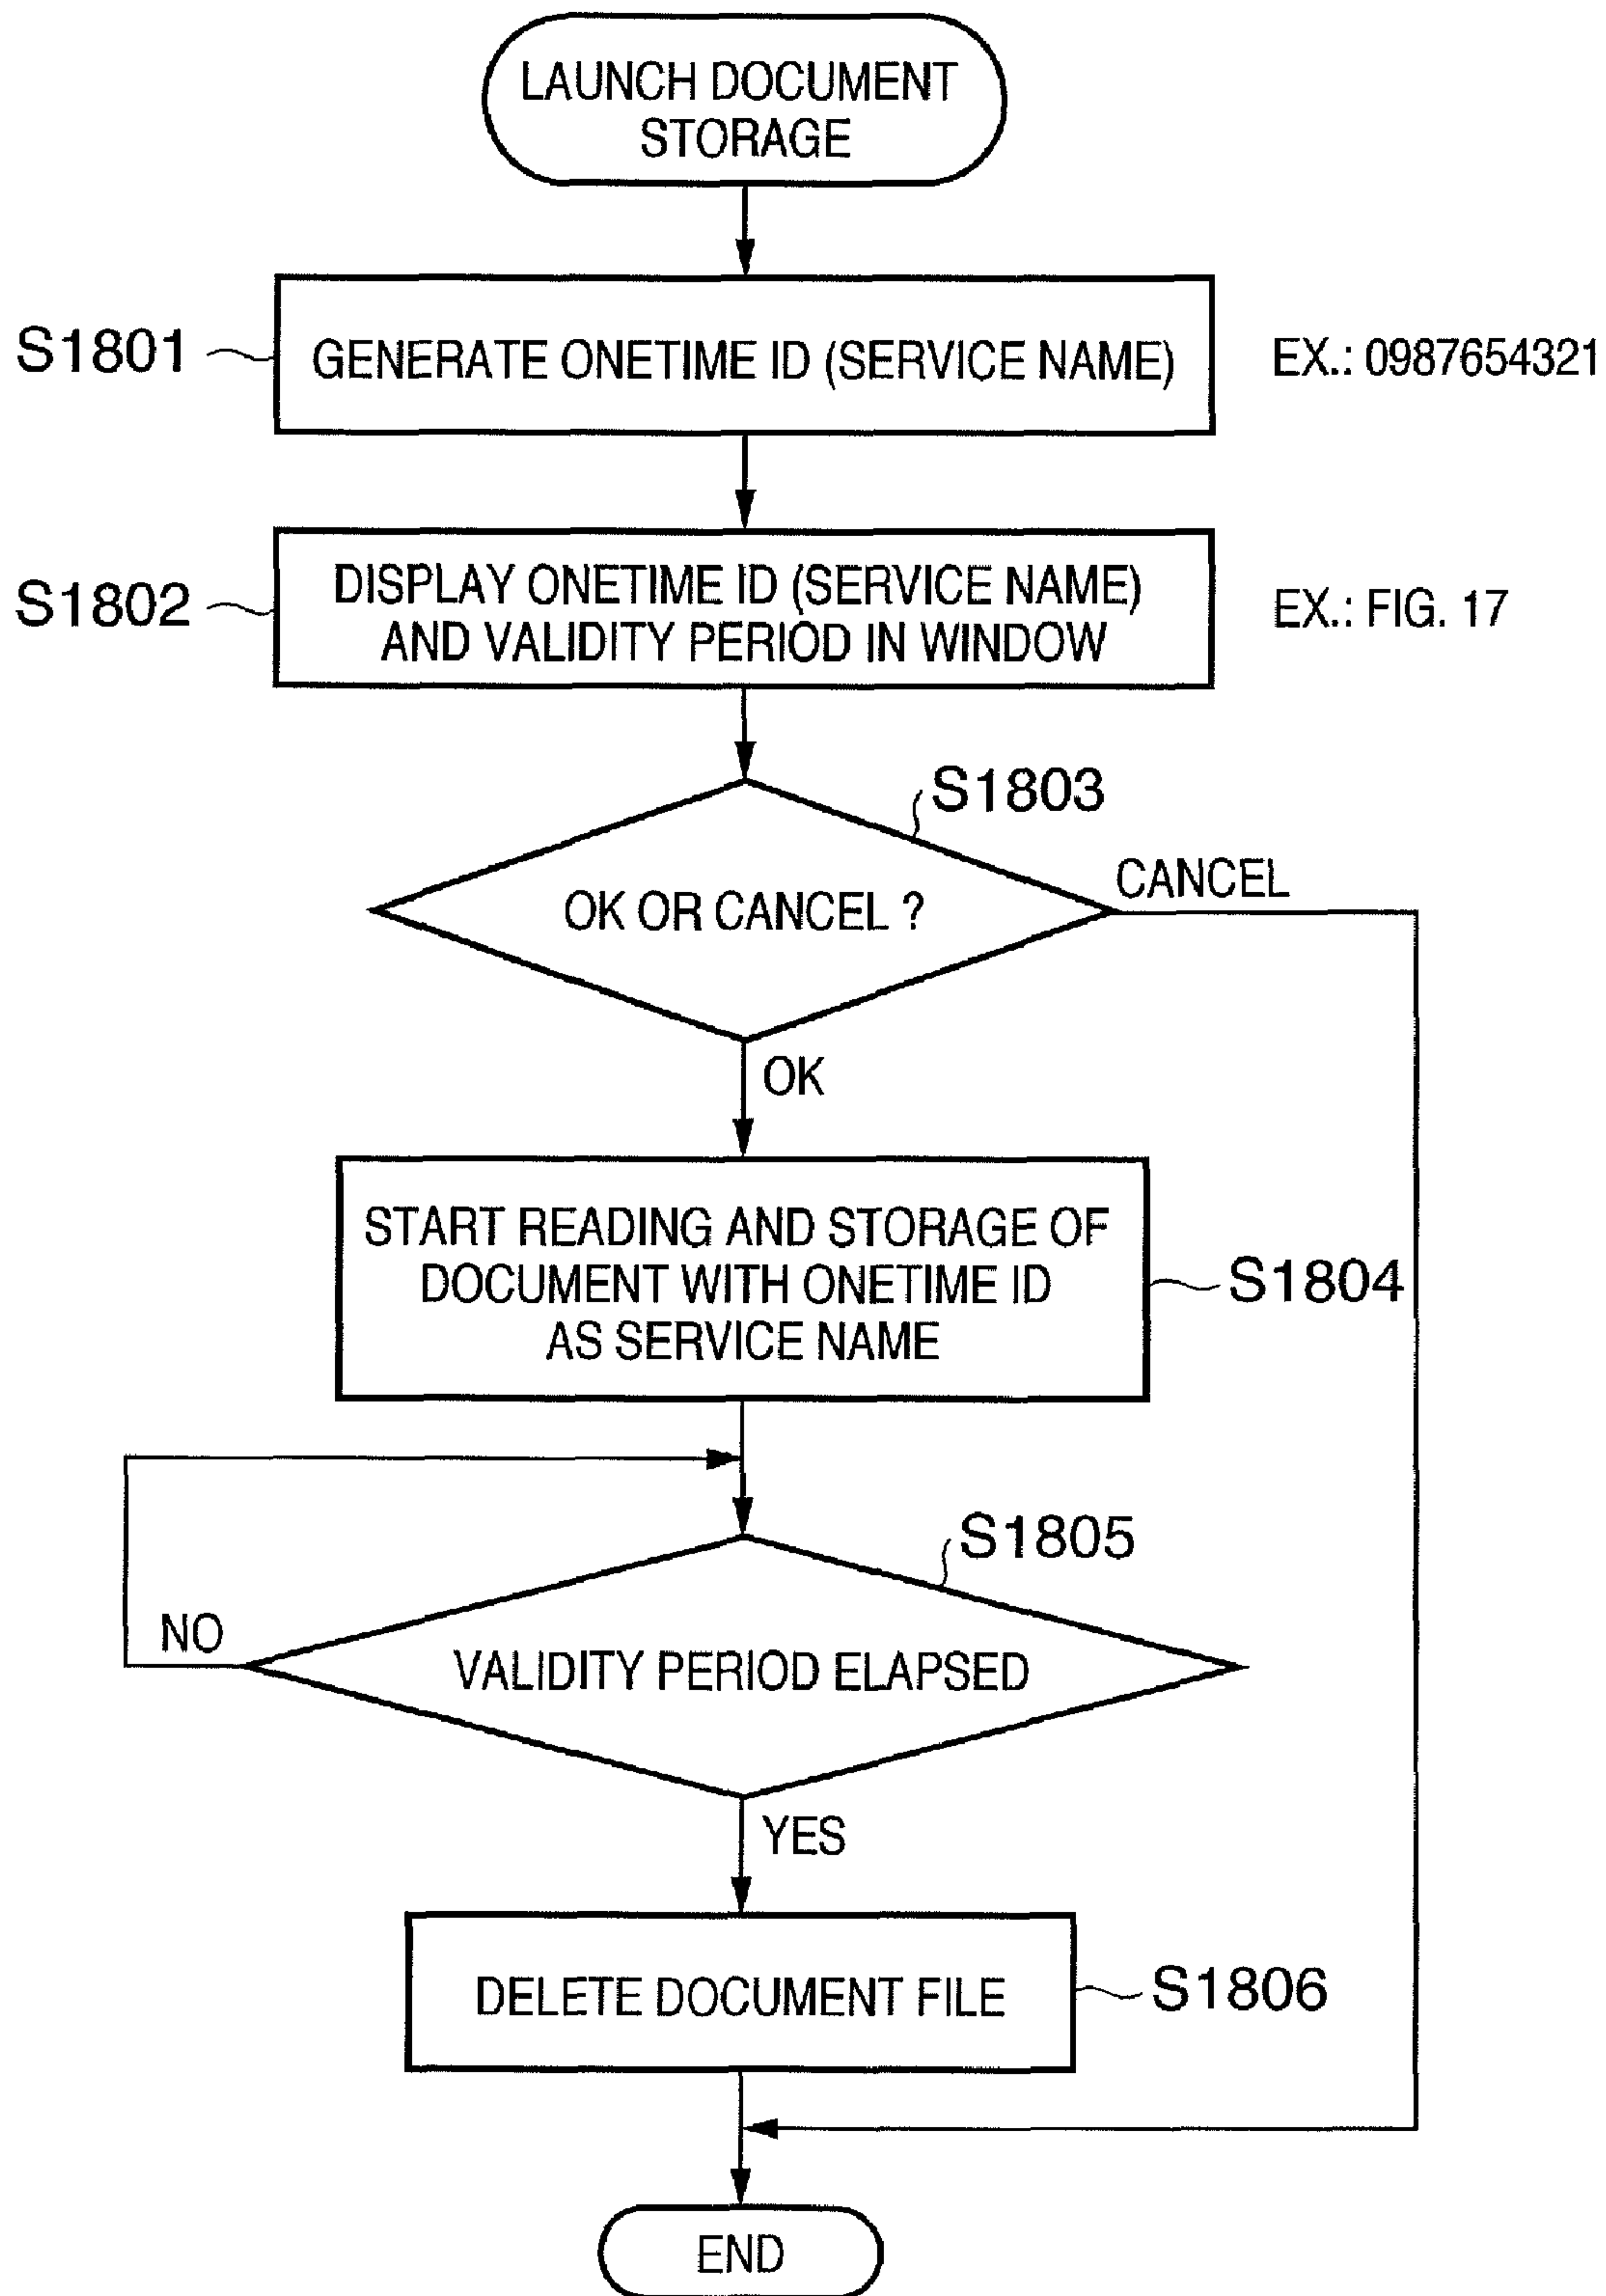 LAUNCH DOCUMENT
STORAGE
S1801
GENERATE ONETIME ID (SERVICE NAME)
EX.: 0987654321
S1802
DISPLAY ONETIME ID (SERVICE NAME)
AND VALIDITY PERIOD IN WINDOW
EX.: FIG. 17
S1803
OK OR CANCEL ?
CANCEL
OK
START READING AND STORAGE OF
DOCUMENT WITH ONETIME ID
AS SERVICE NAME
S1804
S1805
NO
VALIDITY PERIOD ELAPSED
YES
DELETE DOCUMENT FILE
S1806
END